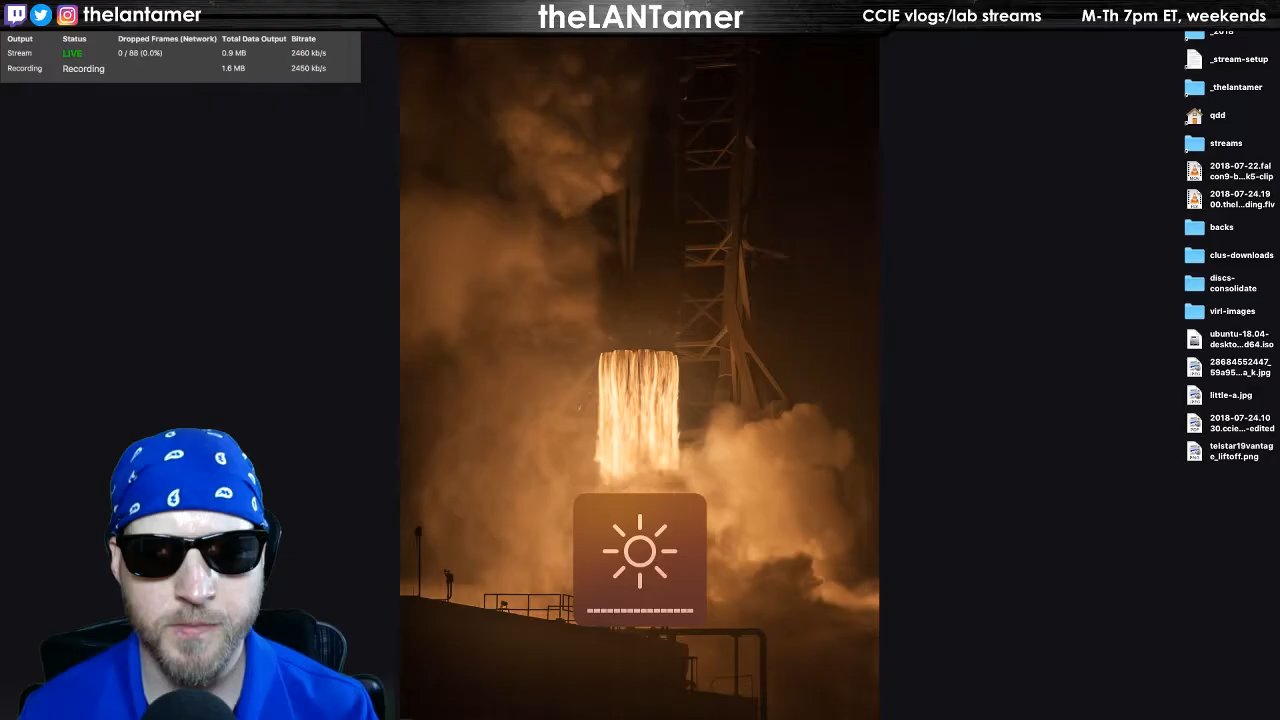 thelantamer
theLANTamer
CCIE vlogs/lab streams
M-Th 7pm ET, weekends
Output Status Dropped Frames (Network) Total Data Output Bitrate
Stream LIVE 0 / 88 (0.0%) 0.9 MB 2460 kb/s
Recording Recording 1.6 MB 2450 kb/s
_2018
_stream-setup
_thelantamer
qdd
streams
2018-07-22.fal
con9-b...k5-clip
2018-07-24.19
00.thel...ding.flv
backs
clus-downloads
discs-
consolidate
virl-images
ubuntu-18.04-
deskto...d64.iso
28684552447_
59a95...a_k.jpg
little-a.jpg
2018-07-24.10
30.ccie...-edited
telstar19vantag
e_liftoff.png